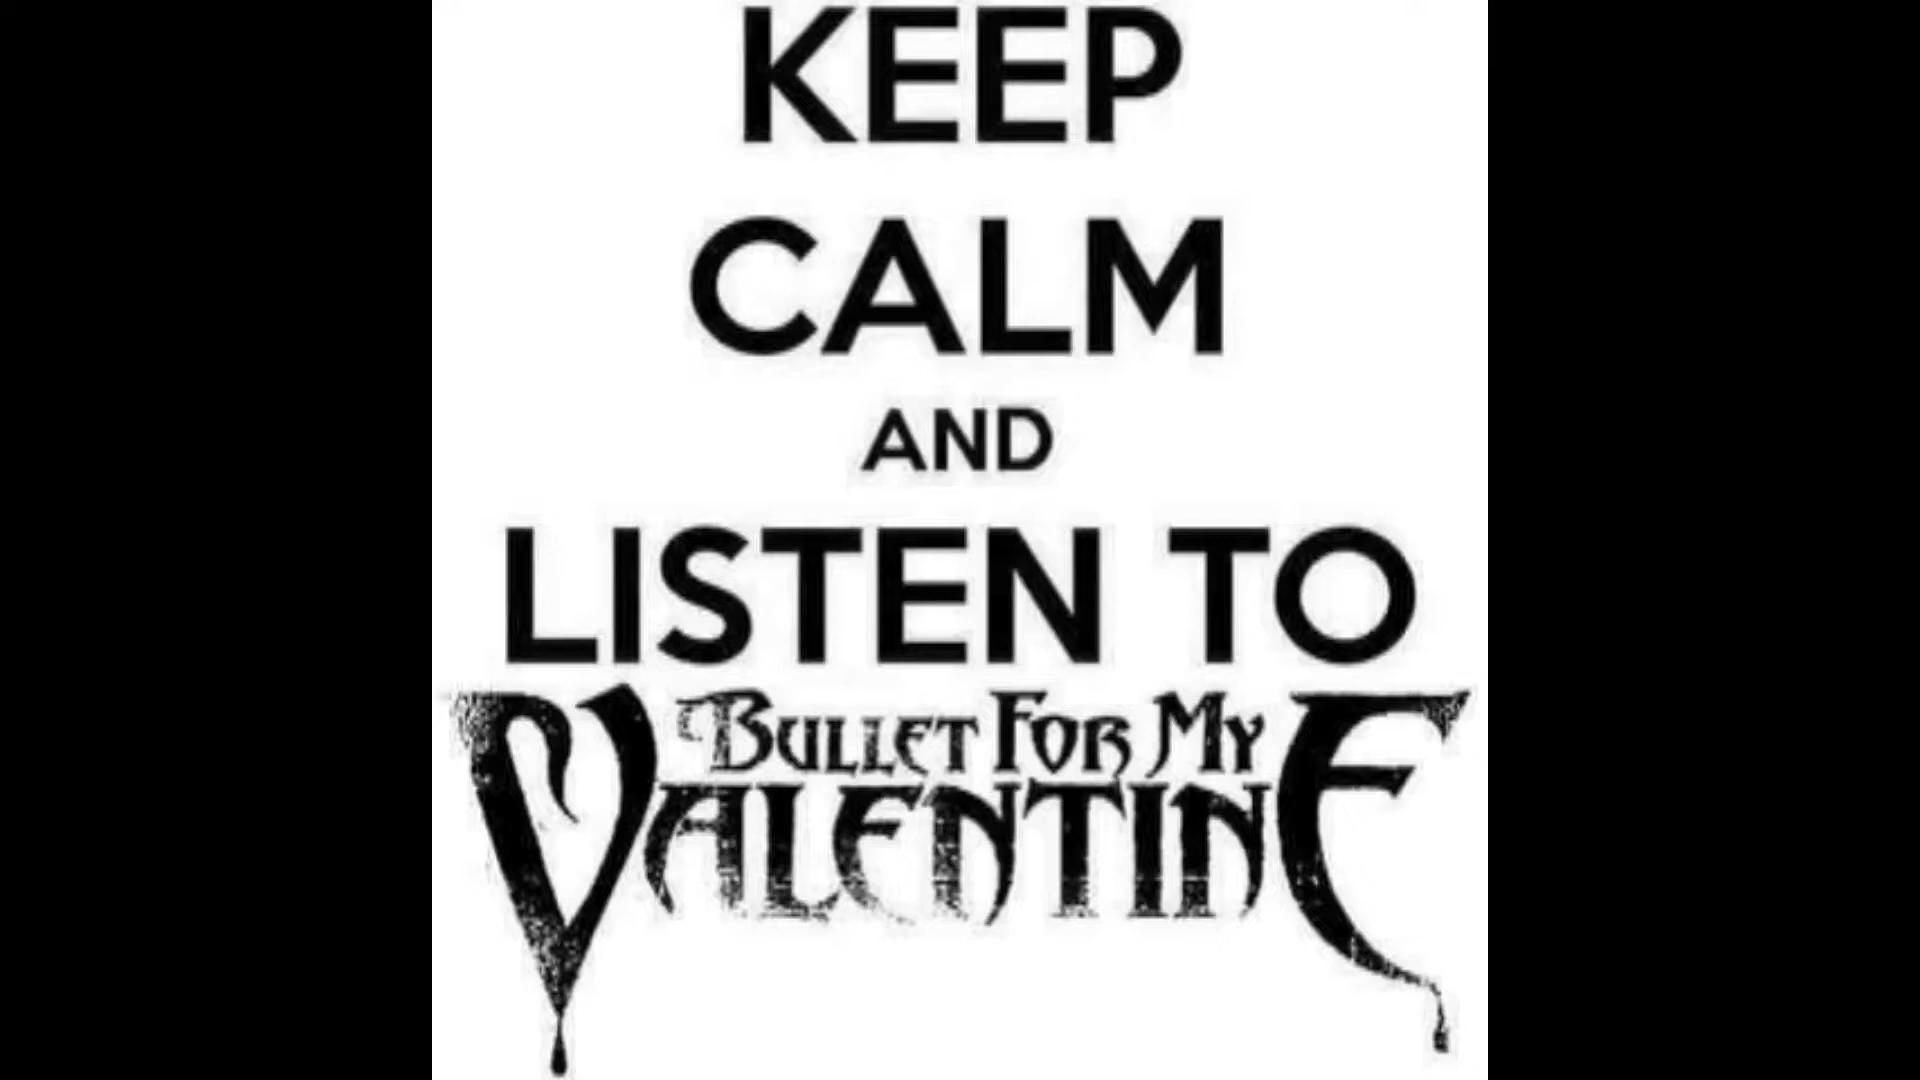 KEEP
CALM
AND
LISTEN TO
BULLET FOR MY
VALENTINE